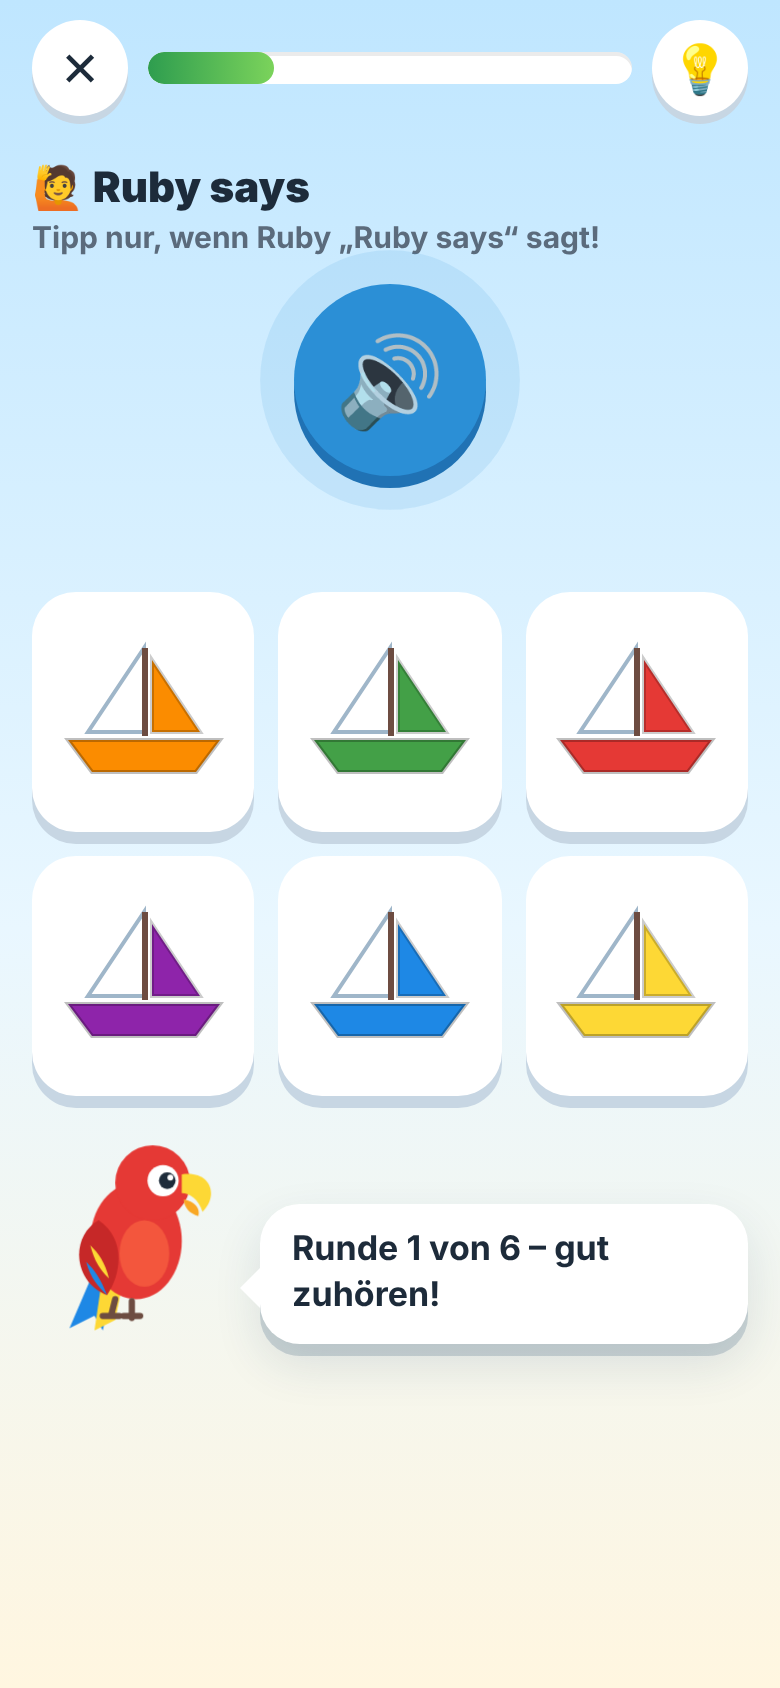 Ruby says
Tipp nur, wenn Ruby „Ruby says“ sagt!
Runde 1 von 6 – gut
zuhören!